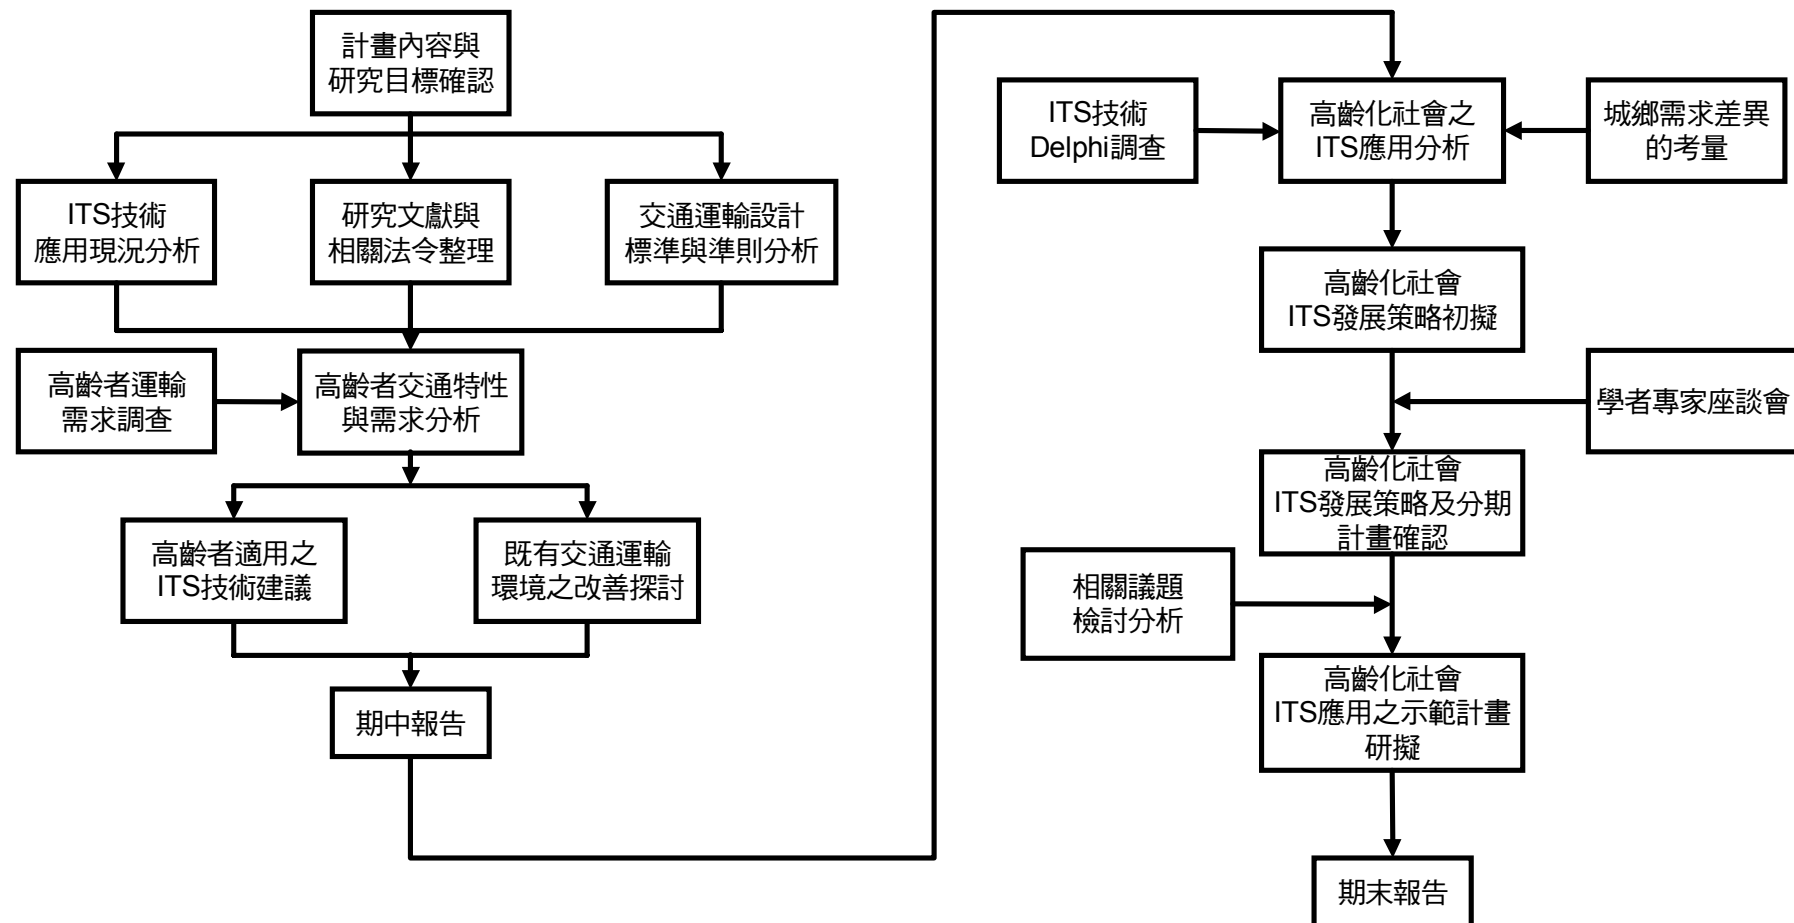 計畫內容與
研究目標確認
ITS技術
應用現況分析
研究文獻與
相關法令整理
交通運輸設計
標準與準則分析
高齡者運輸
需求調查
高齡者交通特性
與需求分析
高齡者適用之
ITS技術建議
既有交通運輸
環境之改善探討
期中報告
ITS技術
Delphi調查
高齡化社會之
ITS應用分析
城鄉需求差異
的考量
高齡化社會
ITS發展策略初擬
學者專家座談會
高齡化社會
ITS發展策略及分期
計畫確認
相關議題
檢討分析
高齡化社會
ITS應用之示範計畫
研擬
期末報告